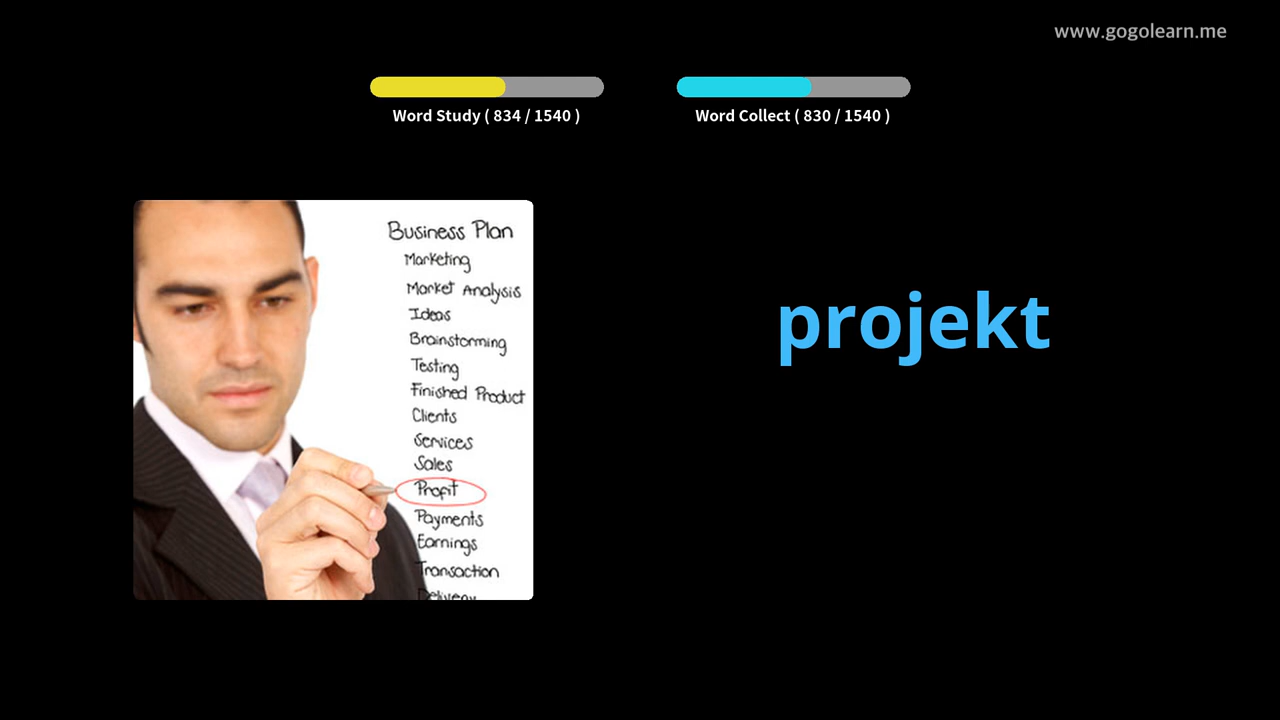 www.gogolearn.me
Word Study ( 834 / 1540 )
Word Collect ( 830 / 1540 )
Business Plan
Marketing
Market Analysis
Ideas
Brainstorming
Testing
Finished Product
Clients
Services
Sales
Profit
Payments
Earnings
Transaction
Delivery
projekt